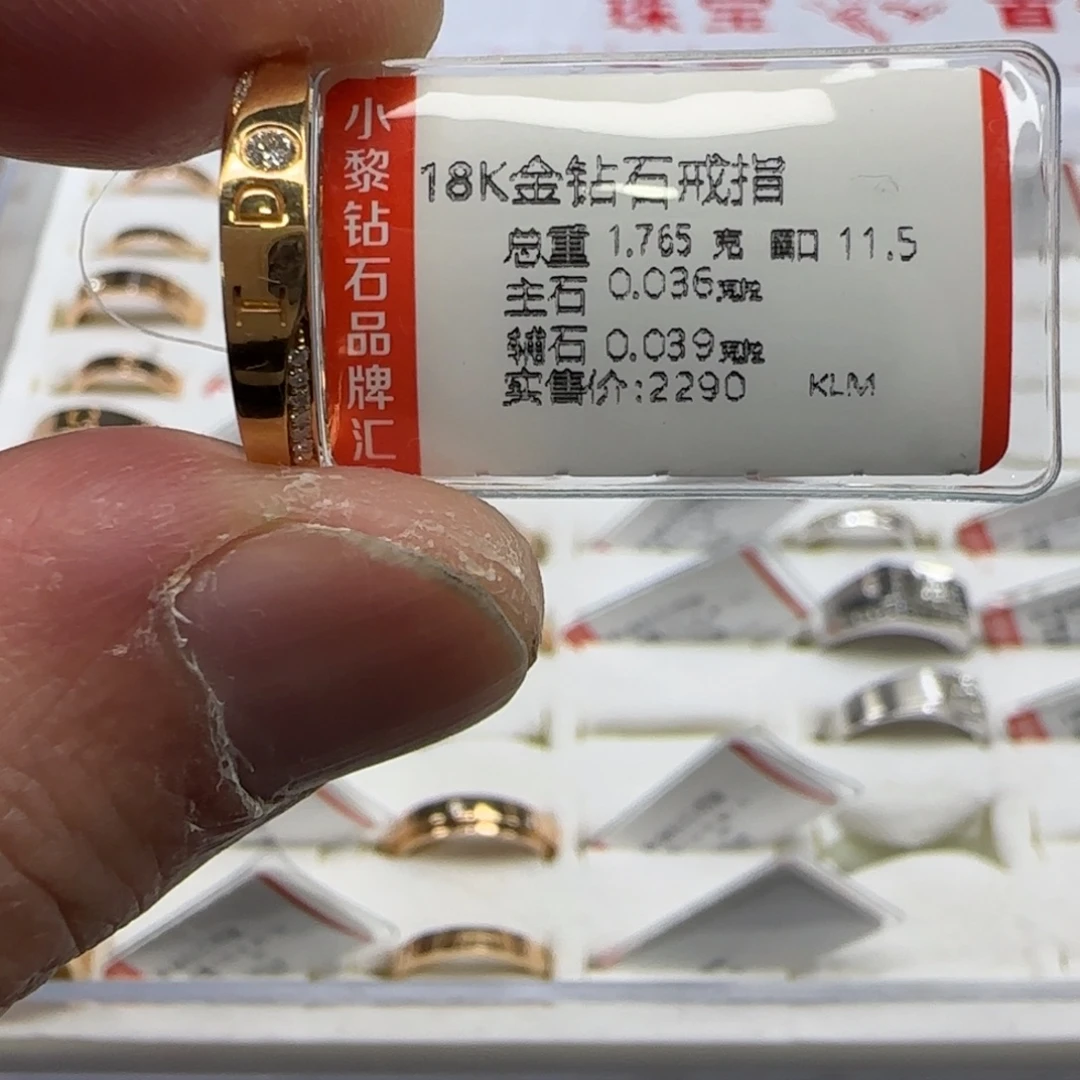 小黎钻石品牌汇
18K金钻石戒指
总重 1.765 克 圈口 11.5
主石 0.036克拉
辅石 0.039克拉
实售价:2290 KLM